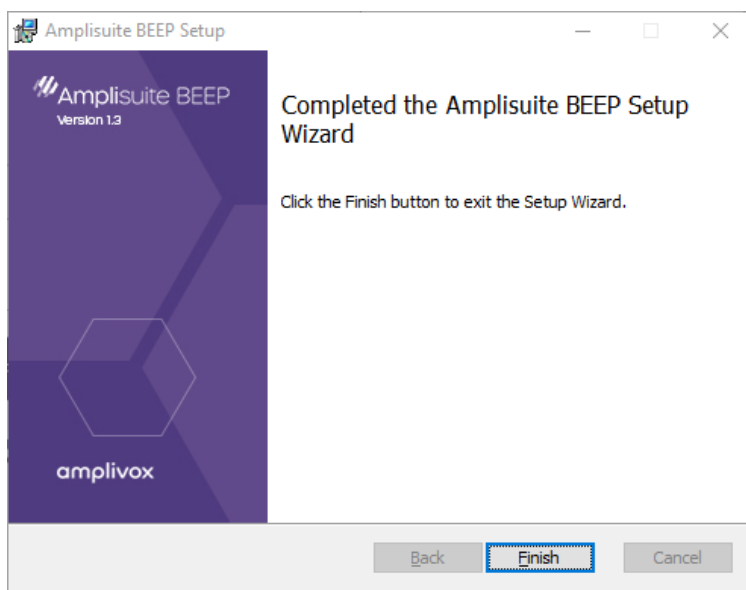 Amplisuite BEEP Setup
Amplisuite BEEP
Version 1.3
Completed the Amplisuite BEEP Setup
Wizard
Click the Finish button to exit the Setup Wizard.
amplivox
Back
Finish
Cancel